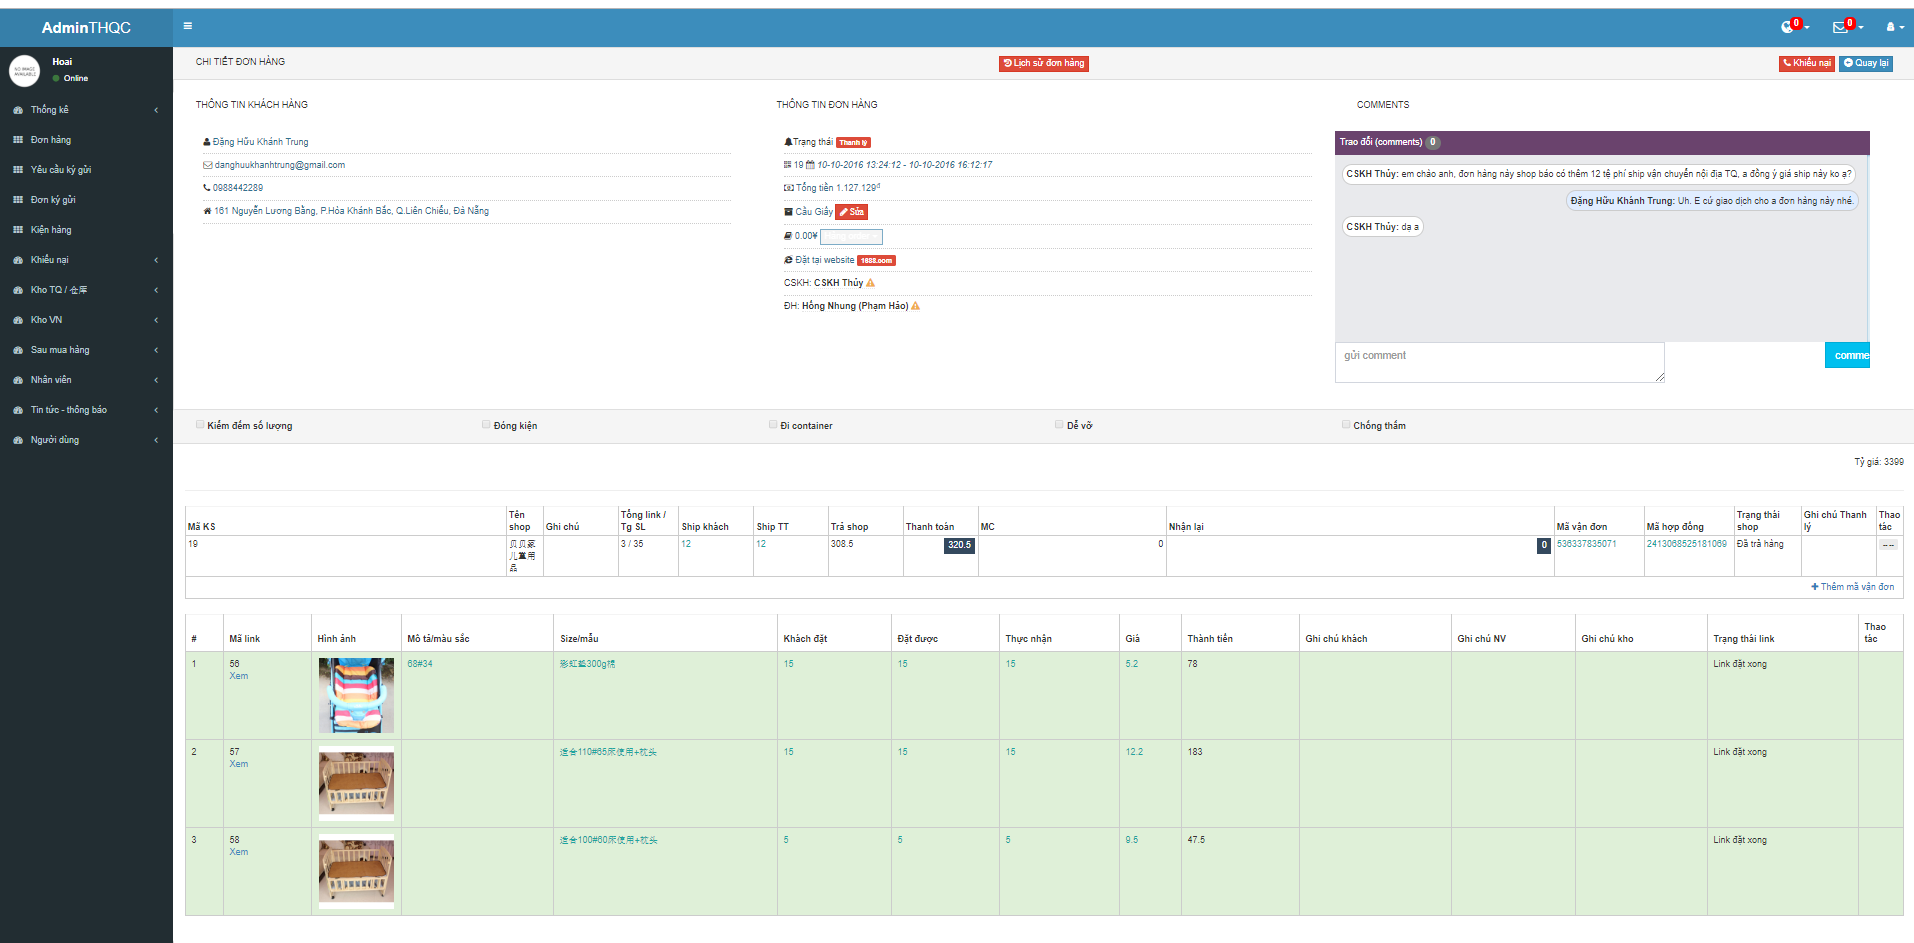 AdminTHQC
0
0
NO IMAGE
AVAILABLE
Hoai
Online
Thống kê
Đơn hàng
Yêu cầu ký gửi
Đơn ký gửi
Kiện hàng
Khiếu nại
Kho TQ / 仓库
Kho VN
Sau mua hàng
Nhân viên
Tin tức - thông báo
Người dùng
CHI TIẾT ĐƠN HÀNG
Lịch sử đơn hàng
Khiếu nại
Quay lại
THÔNG TIN KHÁCH HÀNG
Đặng Hữu Khánh Trung
danghuukhanhtrung@gmail.com
0988442289
161 Nguyễn Lương Bằng, P.Hòa Khánh Bắc, Q.Liên Chiểu, Đà Nẵng
THÔNG TIN ĐƠN HÀNG
Trạng thái Thanh lý
19 10-10-2016 13:24:12 - 10-10-2016 16:12:17
Tổng tiền 1.127.129đ
Cầu Giấy Sửa
0.00¥
Đặt tại website 1688.com
CSKH: CSKH Thủy
ĐH: Hồng Nhung (Phạm Hảo)
COMMENTS
Trao đổi (comments) 0
CSKH Thủy: em chào anh, đơn hàng này shop báo có thêm 12 tệ phí ship vận chuyển nội địa TQ, a đồng ý giá ship này ko ạ?
Đặng Hữu Khánh Trung: Uh. E cứ giao dịch cho a đơn hàng này nhé.
CSKH Thủy: dạ a
gửi comment
comme
Kiểm đếm số lượng
Đóng kiện
Đi container
Dễ vỡ
Chống thấm
Tỷ giá: 3399
Mã KS
Tên shop
Ghi chú
Tổng link / Tg SL
Ship khách
Ship TT
Trả shop
Thanh toán
MC
Nhận lại
Mã vận đơn
Mã hợp đồng
Trạng thái shop
Ghi chú Thanh lý
Thao tác
19
贝贝家儿童用品
3 / 35
12
12
308.5
320.5
0
0
536337835071
2413068525181069
Đã trả hàng
-- --
Thêm mã vận đơn
#
Mã link
Hình ảnh
Mô tả/màu sắc
Size/mẫu
Khách đặt
Đặt được
Thực nhận
Giá
Thành tiền
Ghi chú khách
Ghi chú NV
Ghi chú kho
Trạng thái link
Thao tác
1
56
Xem
68#34
彩虹垫300g棉
15
15
15
5.2
78
Link đặt xong
2
57
Xem
适合110#65床使用+枕头
15
15
15
12.2
183
Link đặt xong
3
58
Xem
适合100#60床使用+枕头
5
5
5
9.5
47.5
Link đặt xong